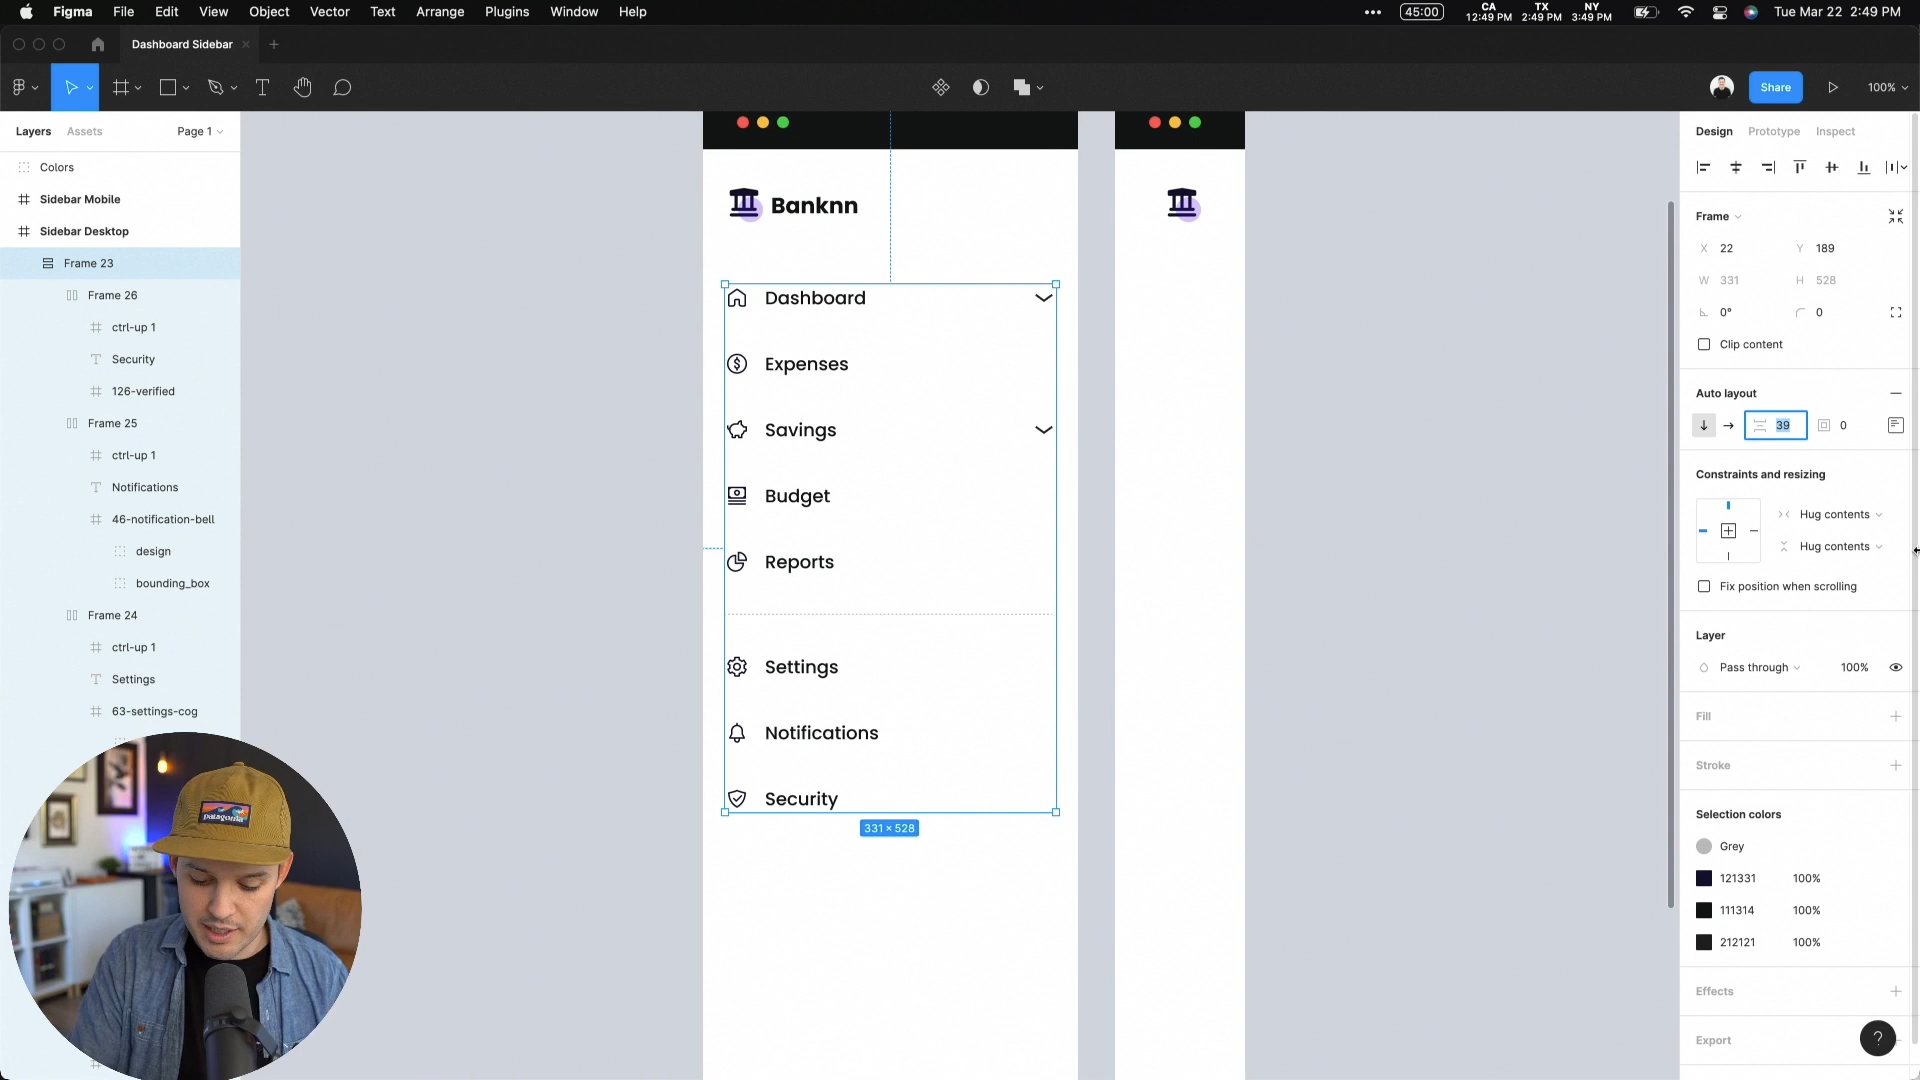 Figma File Edit View Object Vector Text Arrange Plugins Window Help
45:00
CA
12:49 PM
TX
2:49 PM
NY
3:49 PM
Tue Mar 22 2:49 PM
Dashboard Sidebar
Share
100%
Layers Assets Page 1
Colors
Sidebar Mobile
Sidebar Desktop
Frame 23
Frame 26
ctrl-up 1
Security
126-verified
Frame 25
ctrl-up 1
Notifications
46-notification-bell
design
bounding_box
Frame 24
ctrl-up 1
Settings
63-settings-cog
patagonia
Banknn
Dashboard
Expenses
Savings
Budget
Reports
Settings
Notifications
Security
331 × 528
Design Prototype Inspect
Frame
X 22 Y 189
W 331 H 528
0° 0
Clip content
Auto layout
39 0
Constraints and resizing
Hug contents
Hug contents
Fix position when scrolling
Layer
Pass through 100%
Fill
Stroke
Selection colors
Grey
121331 100%
111314 100%
212121 100%
Effects
Export
?